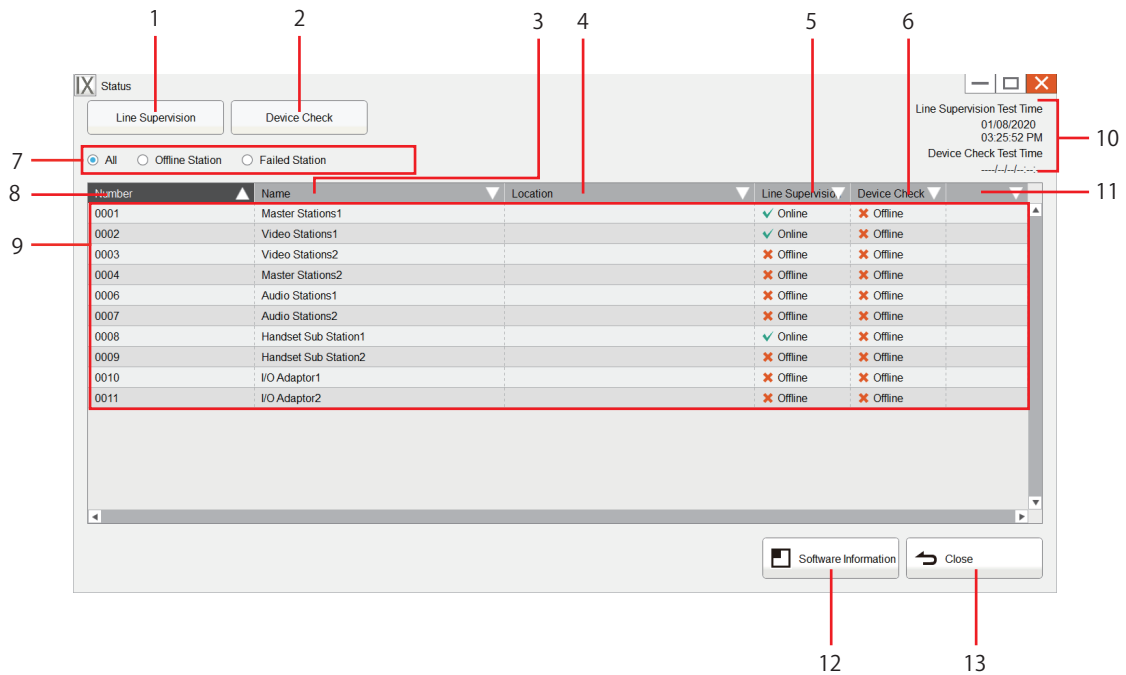 1 2 3 4 5 6
IX Status
Line Supervision Device Check
Line Supervision Test Time
01/08/2020
03:25:52 PM
10
Device Check Test Time
----/--/--/--:--:--
7 All Offline Station Failed Station
8 Number Name Location Line Supervisio Device Check 11
9
0001 Master Stations1 Online Offline
0002 Video Stations1 Online Offline
0003 Video Stations2 Offline Offline
0004 Master Stations2 Offline Offline
0006 Audio Stations1 Offline Offline
0007 Audio Stations2 Offline Offline
0008 Handset Sub Station1 Online Offline
0009 Handset Sub Station2 Offline Offline
0010 I/O Adaptor1 Offline Offline
0011 I/O Adaptor2 Offline Offline
Software Information Close
12 13